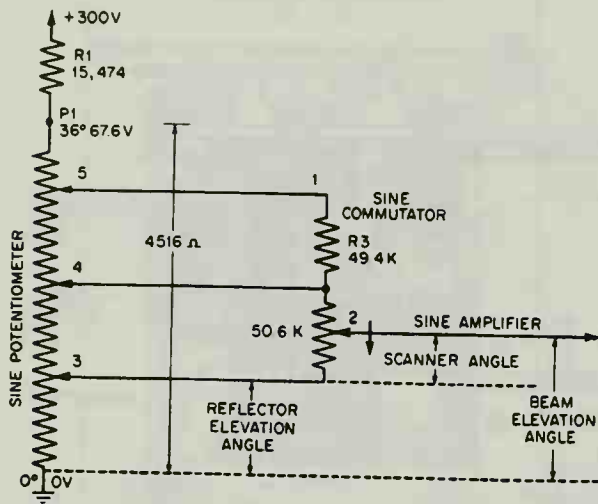 +300V
R1
15,474
P1
36° 67.6V
5
1
SINE
COMMUTATOR
R3
49.4K
4516 Ω
4
50.6 K
2
SINE AMPLIFIER
SCANNER ANGLE
3
REFLECTOR
ELEVATION
ANGLE
BEAM
ELEVATION
ANGLE
SINE POTENTIOMETER
0° 0V